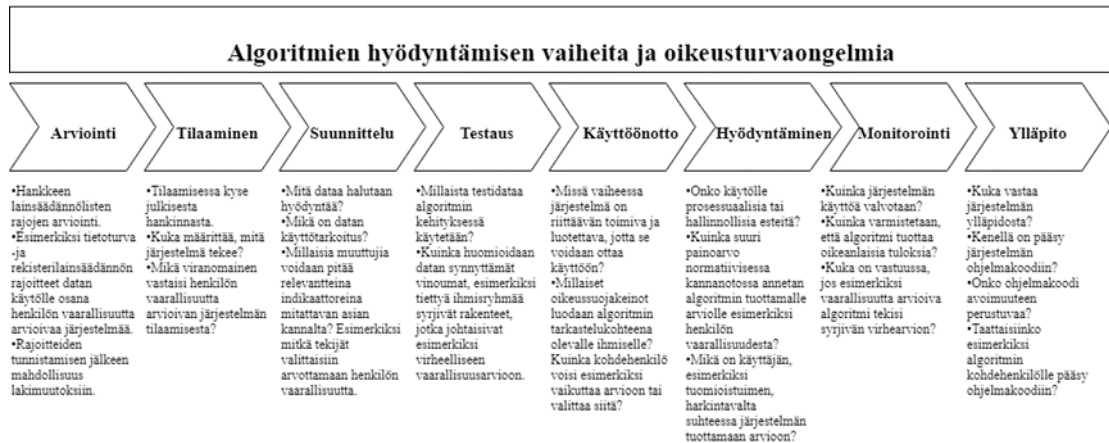 Algoritmien hyödyntämisen vaiheita ja oikeusturvaongelmia
Arviointi
•Hankkeen
lainsäädännölisten
rajojen arviointi.
•Esimerkiksi tietoturva
-ja
rekisterilainsäädännön
rajoitteet datan
käytölle osana
henkilön vaarallisuutta
arvioivaa järjestelmää.
•Rajoitteiden
tunnistamisen jälkeen
mahdollisuus
lakimuutoksiin.
Tilaaminen
•Tilaamisessa kyse
julkisesta
hankinnasta.
•Kuka määrittää, mitä
järjestelmä tekee?
•Mikä viranomainen
vastaisi henkilön
vaarallisuutta
arvioivan järjestelmän
tilaamisesta?
Suunnittelu
•Mitä dataa halutaan
hyödyntää?
•Mikä on datan
käyttötarkoitus?
•Millaisia muuttujia
voidaan pitää
relevantteina
indikaattoreina
mitattavan asian
kannalta? Esimerkiksi
mitkä tekijät
valittaisiin
arvottamaan henkilön
vaarallisuutta.
Testaus
•Millaista testidataa
algoritmin
kehityksessä
käytetään?
•Kuinka huomioidaan
datan synnyttämät
vinoumat, esimerkiksi
tiettyä ihmisryhmää
syrjivät rakenteet,
jotka johtaisivat
esimerkiksi
virheelliseen
vaarallisuusarvioon.
Käyttöönotto
•Missä vaiheessa
järjestelmä on
riittävän toimiva ja
luotettava, jotta se
voidaan ottaa
käyttöön?
•Millaiset
oikeussuojakeinot
luodaan algoritmin
tarkastelukohteena
olevalle ihmiselle?
Kuinka kohdehenkilö
voisi esimerkiksi
vaikuttaa arvioon tai
valittaa siitä?
Hyödyntäminen
•Onko käytölle
prosessuaalisia tai
hallinnollisia esteitä?
•Kuinka suuri
painoarvo
normatiivisessa
kannanotossa annetan
algoritmin tuottamalle
arviolle esimerkiksi
henkilön
vaarallisuudesta?
•Mikä on käyttäjän,
esimerkiksi
tuomioistuimen,
harkintavalta
suhteessa järjestelmän
tuottamaan arvioon?
Monitorointi
•Kuinka järjestelmän
käyttöä valvotaan?
•Kuinka varmistetaan,
että algoritmi tuottaa
oikeanlaisia tuloksia?
•Kuka on vastuussa,
jos esimerkiksi
vaarallisuutta arvioiva
algoritmi tekisi
syrjivän virhearvion?
Ylläpito
•Kuka vastaa
järjestelmän
ylläpidosta?
•Kenellä on pääsy
järjestelmän
ohjelmakoodiin?
•Onko ohjelmakoodi
avoimuuteen
perustuvaa?
•Taattaisiinko
esimerkiksi
algoritmin
kohdehenkilölle pääsy
ohjelmakoodiin?